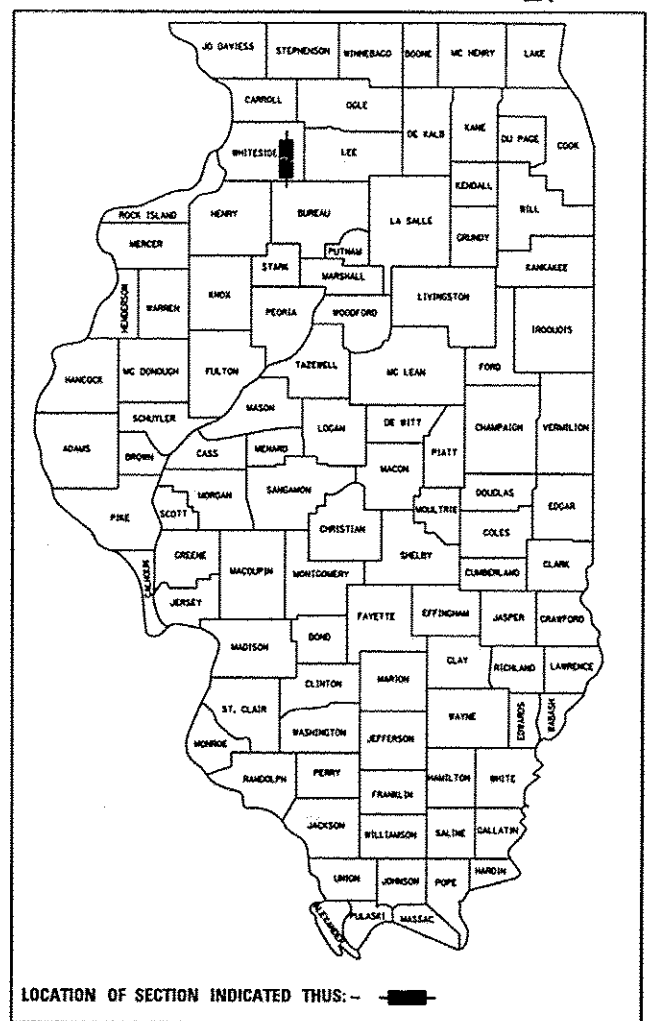 JO DAVIESS STEPHENSON WINNEBAGO BOONE MC HENRY LAKE
CARROLL OGLE DE KALB KANE DU PAGE COOK
WHITESIDE LEE
KENDALL WILL
ROCK ISLAND HENRY BUREAU LA SALLE GRUNDY
MERCER PUTNAM KANKAKEE
STARK MARSHALL LIVINGSTON
HENDERSON WARREN KNOX PEORIA WOODFORD IROQUOIS
HANCOCK MC DONOUGH FULTON TAZEWELL MC LEAN FORD
SCHUYLER MASON LOGAN DE WITT CHAMPAIGN VERMILION
ADAMS BROWN CASS MENARD MACON PIATT
MORGAN SANGAMON DOUGLAS EDGAR
PIKE SCOTT CHRISTIAN MOULTRIE COLES
GREENE MACOUPIN MONTGOMERY SHELBY CUMBERLAND CLARK
CALHOUN JERSEY
FAYETTE EFFINGHAM JASPER CRAWFORD
MADISON BOND
CLAY RICHLAND LAWRENCE
CLINTON MARION
ST. CLAIR WAYNE EDWARDS WABASH
WASHINGTON JEFFERSON
MONROE
RANDOLPH PERRY HAMILTON WHITE
FRANKLIN
JACKSON WILLIAMSON SALINE GALLATIN
UNION JOHNSON POPE HARDIN
ALEXANDER PULASKI MASSAC
LOCATION OF SECTION INDICATED THUS: -